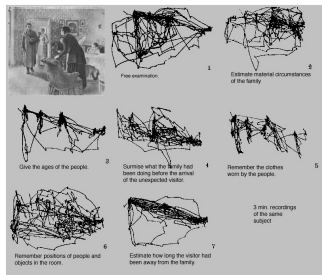 Free examination.
1
Estimate material circumstances
of the family
2
Give the ages of the people.
3
Surmise what the family had
been doing before the arrival
of the unexpected visitor.
4
Remember the clothes
worn by the people.
5
Remember positions of people and
objects in the room.
6
Estimate how long the visitor had
been away from the family.
7
3 min. recordings
of the same
subject